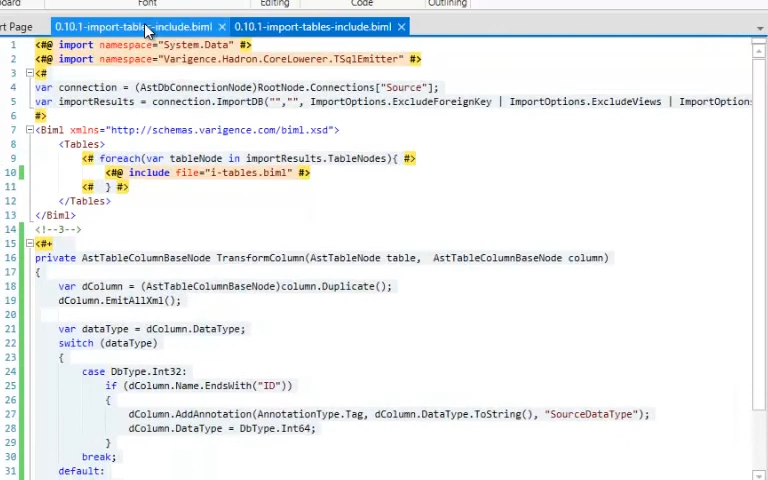 oard Font Editing Code Outlining
rt Page 0.10.1-import-tables-include.biml × 0.10.1-import-tables-include.biml ×
1 <#@ import namespace="System.Data" #>
2 <#@ import namespace="Varigence.Hadron.CoreLowerer.TSqlEmitter" #>
3 <#
4 var connection = (AstDbConnectionNode)RootNode.Connections["Source"];
5 var importResults = connection.ImportDB("","", ImportOptions.ExcludeForeignKey | ImportOptions.ExcludeViews | ImportOption
6 #>
7 <Biml xmlns="http://schemas.varigence.com/biml.xsd">
8 <Tables>
9 <# foreach(var tableNode in importResults.TableNodes){ #>
10 <#@ include file="i-tables.biml" #>
11 <# } #>
12 </Tables>
13 </Biml>
14 <!--3-->
15 <#+
16 private AstTableColumnBaseNode TransformColumn(AstTableNode table, AstTableColumnBaseNode column)
17 {
18 var dColumn = (AstTableColumnBaseNode)column.Duplicate();
19 dColumn.EmitAllXml();
20
21 var dataType = dColumn.DataType;
22 switch (dataType)
23 {
24 case DbType.Int32:
25 if (dColumn.Name.EndsWith("ID"))
26 {
27 dColumn.AddAnnotation(AnnotationType.Tag, dColumn.DataType.ToString(), "SourceDataType");
28 dColumn.DataType = DbType.Int64;
29 }
30 break;
31 default: